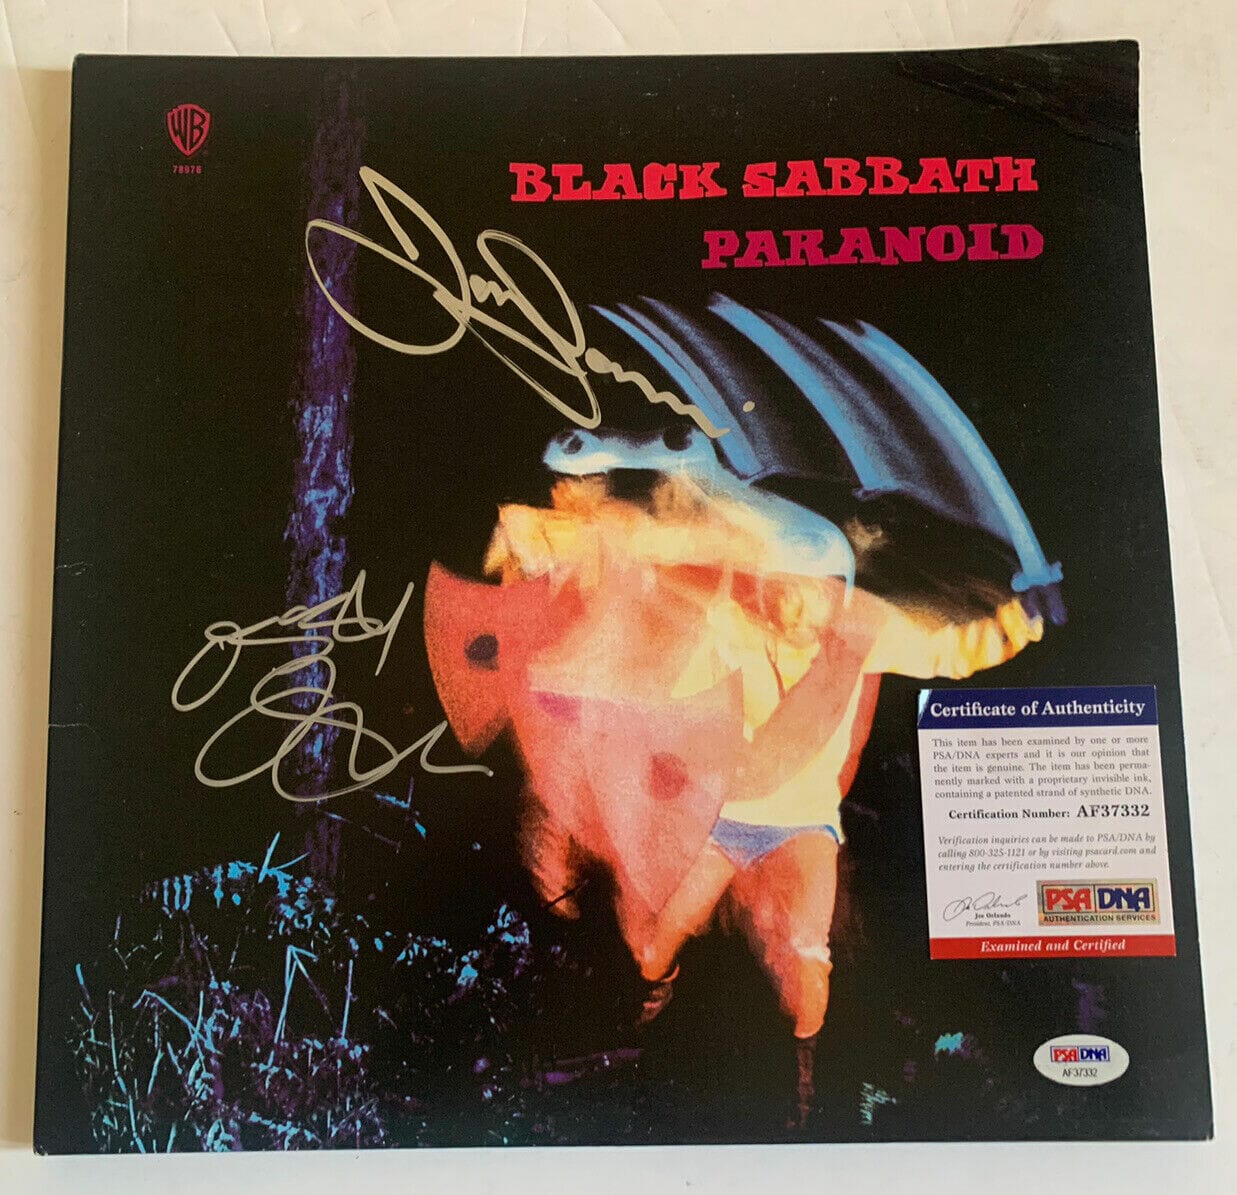 WB
78978
BLACK SABBATH
PARANOID
Certificate of Authenticity
This item has been examined by one or more
PSA/DNA experts and it is our opinion that
the item is genuine. The item has been perma-
nently marked with a proprietary invisible ink,
containing a patented strand of synthetic DNA.
Certification Number: AF37332
Verification inquiries can be made to PSA/DNA by
calling 800-325-1121 or by visiting psacard.com and
entering the certification number above.
Joe Orlando
President, PSA/DNA
PSA DNA
AUTHENTICATION SERVICES
Examined and Certified
PSA DNA
AF37332